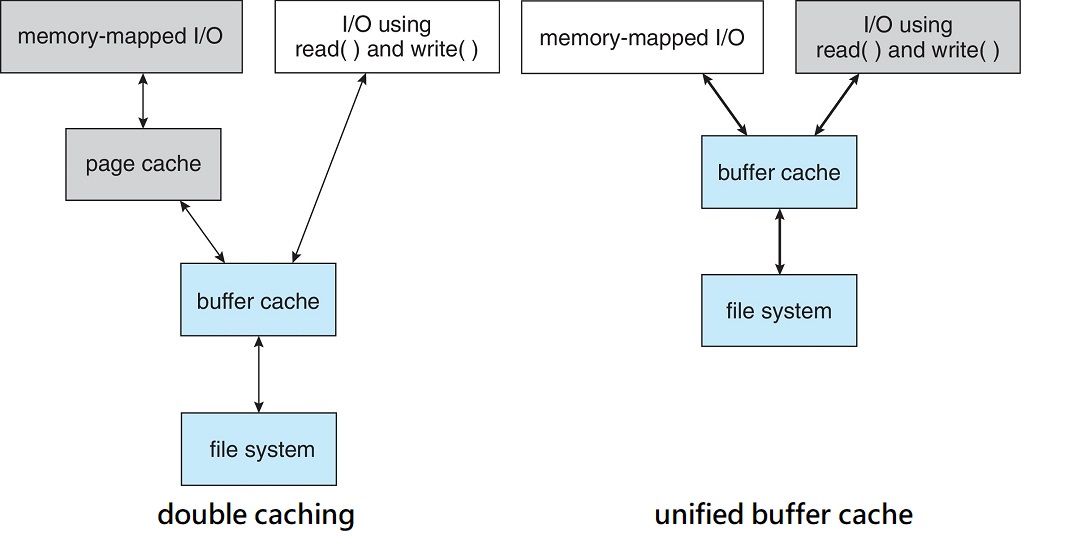 memory-mapped I/O
I/O using
read( ) and write( )
page cache
buffer cache
file system
double caching
memory-mapped I/O
I/O using
read( ) and write( )
buffer cache
file system
unified buffer cache